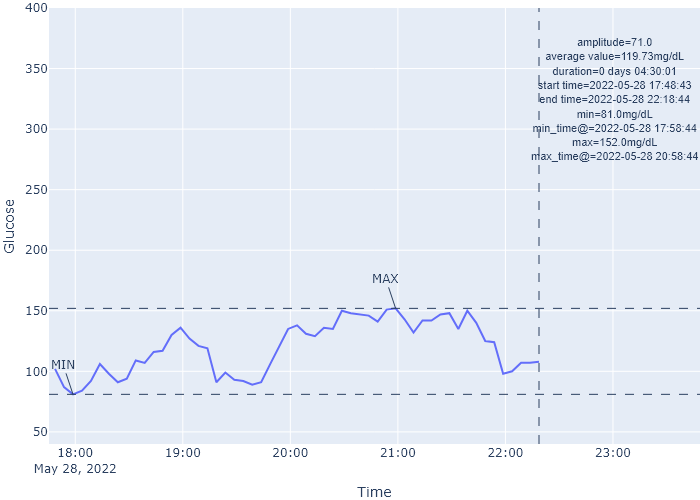 400
350
300
250
200
150
100
50
Glucose
amplitude=71.0
average value=119.73mg/dL
duration=0 days 04:30:01
start time=2022-05-28 17:48:43
end time=2022-05-28 22:18:44
min=81.0mg/dL
min_time@=2022-05-28 17:58:44
max=152.0mg/dL
max_time@=2022-05-28 20:58:44
MAX
MIN
18:00 19:00 20:00 21:00 22:00 23:00
May 28, 2022
Time